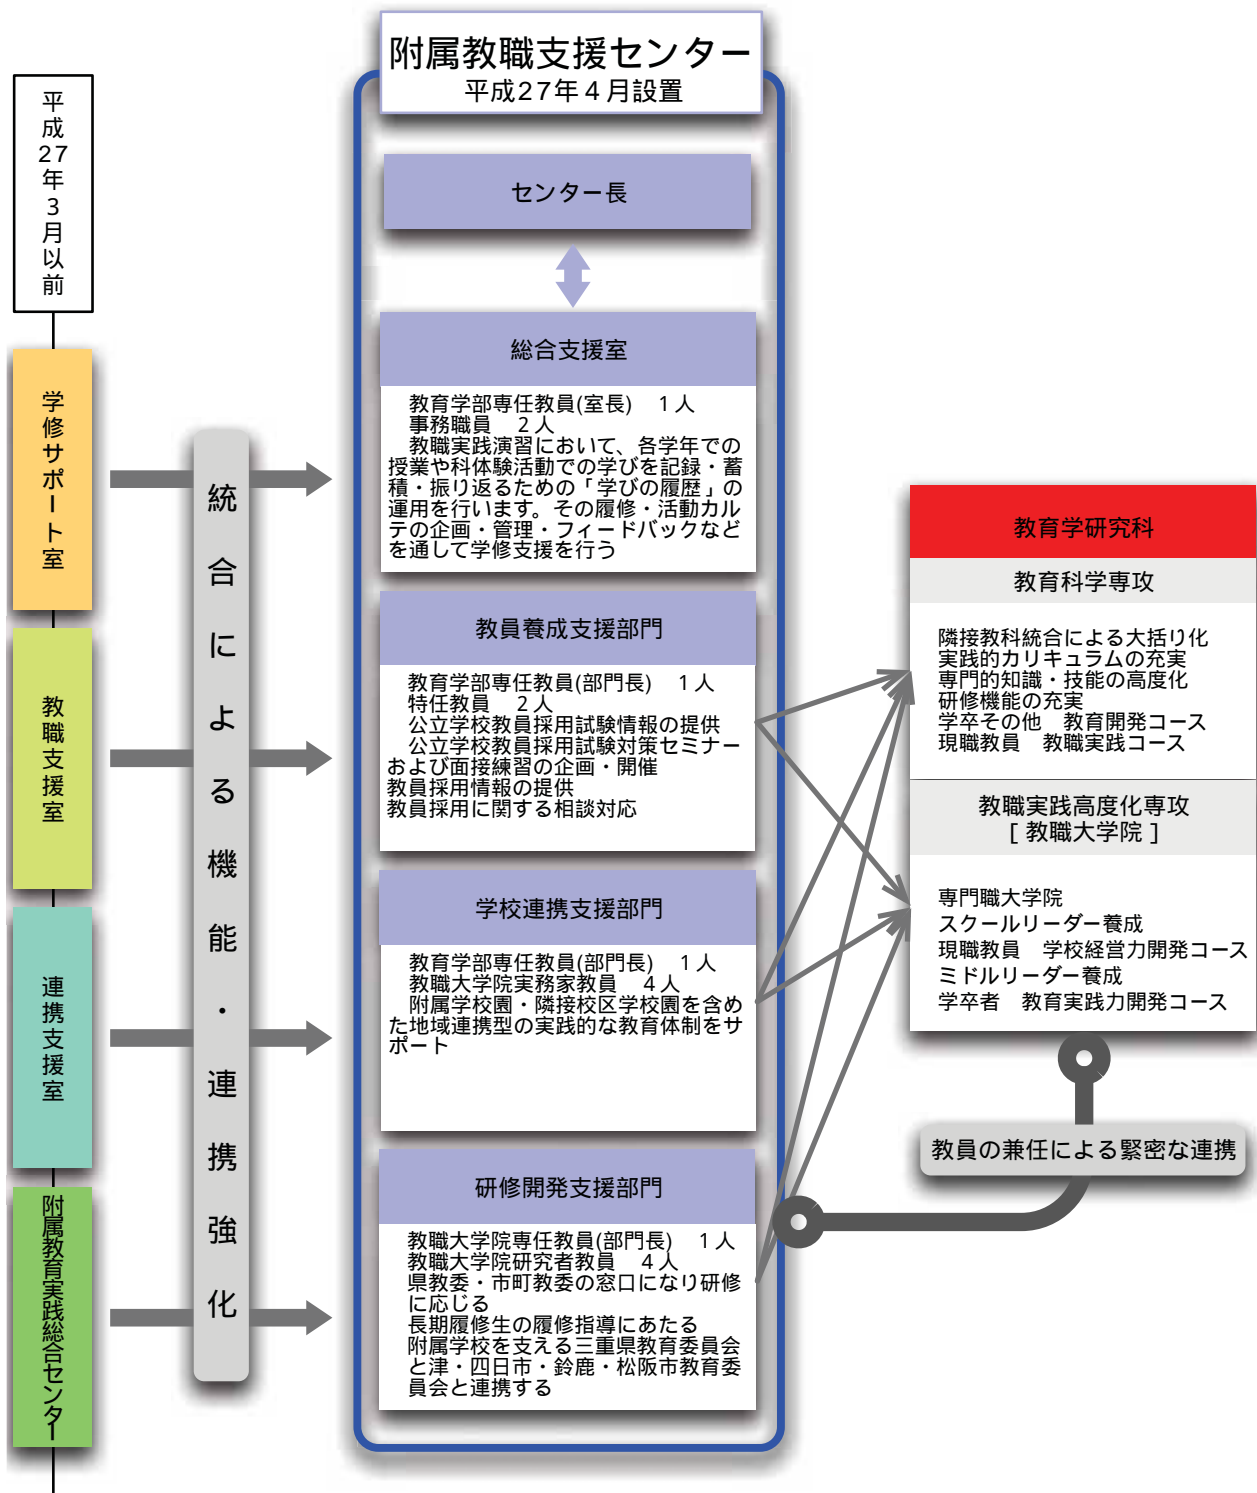 附属教職支援センター
平成27年4月設置
平成27年3月以前
学修サポート室
教職支援室
連携支援室
附属教育実践総合センター
統合による機能・連携強化
センター長
総合支援室
教育学部専任教員(室長) 1人
事務職員 2人
教職実践演習において、各学年での
授業や科体験活動での学びを記録・蓄
積・振り返るための「学びの履歴」の
運用を行います。その履修・活動カル
テの企画・管理・フィードバックなど
を通して学修支援を行う
教員養成支援部門
教育学部専任教員(部門長) 1人
特任教員 2人
公立学校教員採用試験情報の提供
公立学校教員採用試験対策セミナー
および面接練習の企画・開催
教員採用情報の提供
教員採用に関する相談対応
学校連携支援部門
教育学部専任教員(部門長) 1人
教職大学院実務家教員 4人
附属学校園・隣接校区学校園を含め
た地域連携型の実践的な教育体制をサ
ポート
研修開発支援部門
教職大学院専任教員(部門長) 1人
教職大学院研究者教員 4人
県教委・市町教委の窓口になり研修
に応じる
長期履修生の履修指導にあたる
附属学校を支える三重県教育委員会
と津・四日市・鈴鹿・松阪市教育委
員会と連携する
教育学研究科
教育科学専攻
隣接教科統合による大括り化
実践的カリキュラムの充実
専門的知識・技能の高度化
研修機能の充実
学卒その他 教育開発コース
現職教員 教職実践コース
教職実践高度化専攻
[ 教職大学院 ]
専門職大学院
スクールリーダー養成
現職教員 学校経営力開発コース
ミドルリーダー養成
学卒者 教育実践力開発コース
教員の兼任による緊密な連携